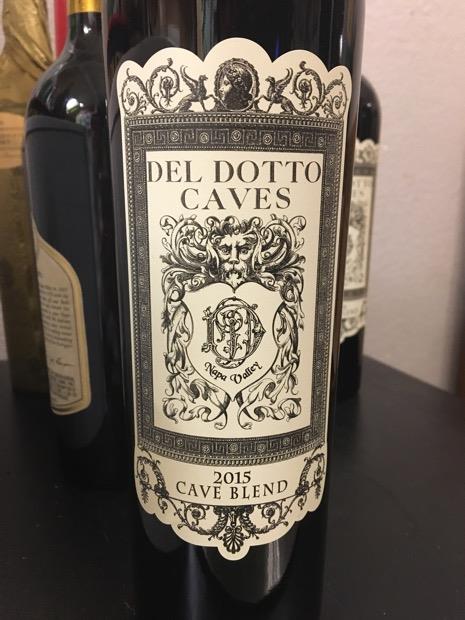 DEL DOTTO
CAVES
Napa Valley
2015
CAVE BLEND